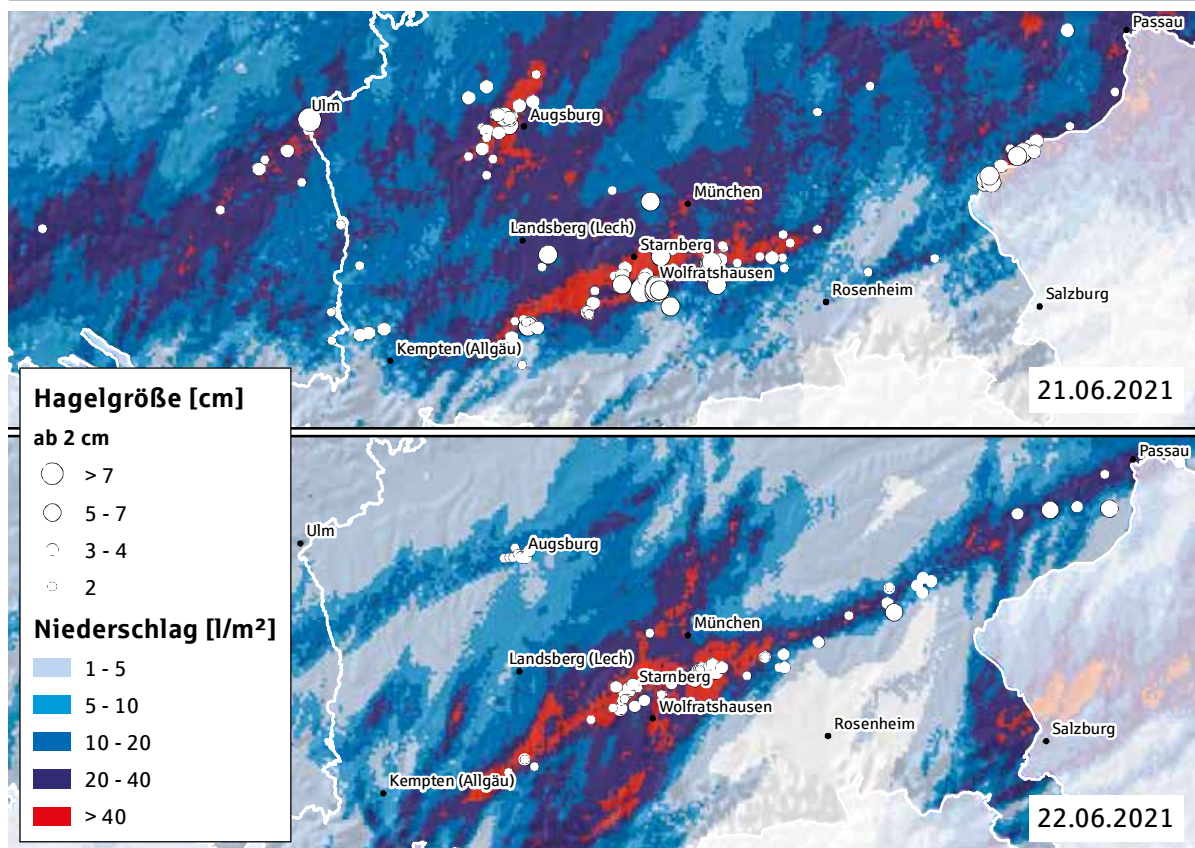 Passau
Ulm
Augsburg
München
Landsberg (Lech)
Starnberg
Wolfratshausen
Rosenheim
Salzburg
Kempten (Allgäu)
21.06.2021
Hagelgröße [cm]
ab 2 cm
> 7
5 - 7
3 - 4
2
Niederschlag [l/m²]
1 - 5
5 - 10
10 - 20
20 - 40
> 40
Passau
Ulm
Augsburg
München
Landsberg (Lech)
Starnberg
Wolfratshausen
Rosenheim
Salzburg
Kempten (Allgäu)
22.06.2021